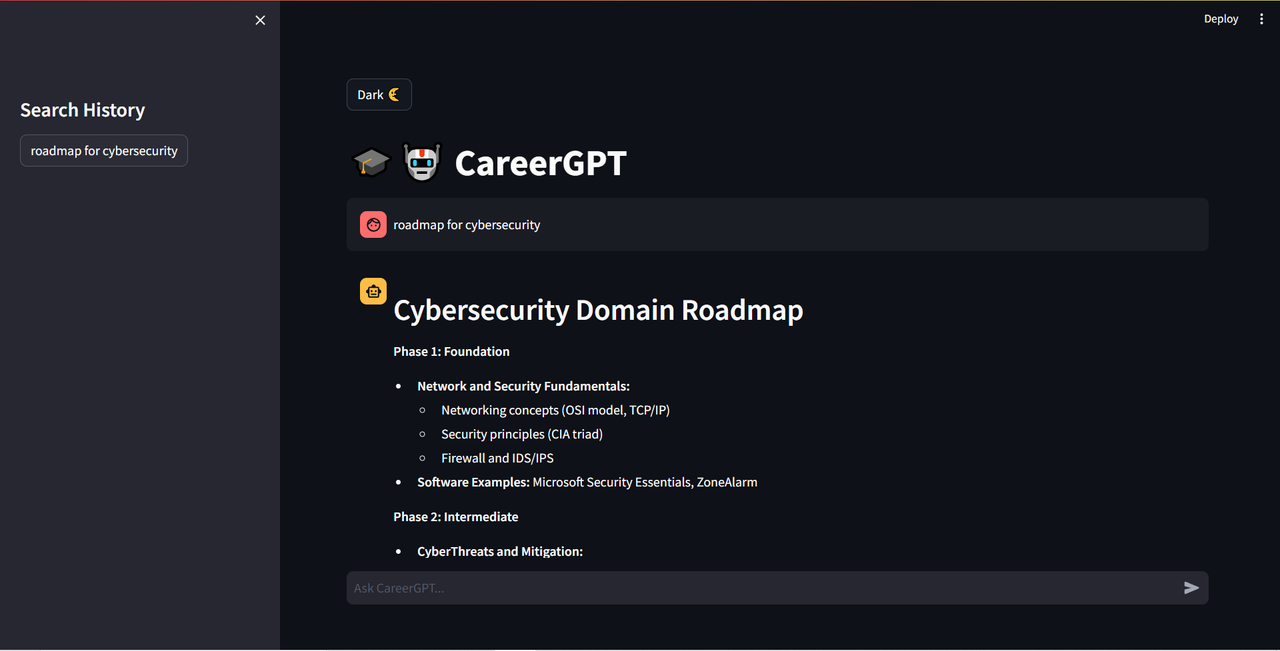 Deploy
Search History
roadmap for cybersecurity
Dark
CareerGPT
roadmap for cybersecurity
Cybersecurity Domain Roadmap
Phase 1: Foundation
Network and Security Fundamentals:
Networking concepts (OSI model, TCP/IP)
Security principles (CIA triad)
Firewall and IDS/IPS
Software Examples: Microsoft Security Essentials, ZoneAlarm
Phase 2: Intermediate
CyberThreats and Mitigation:
Ask CareerGPT...